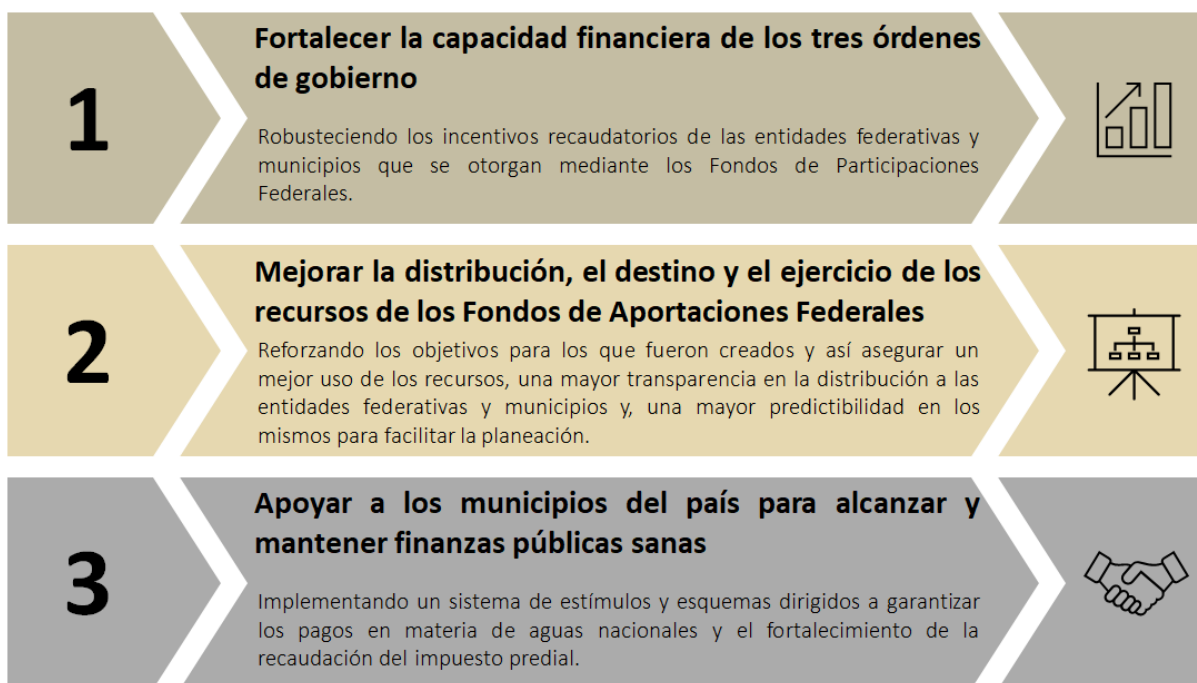 1
Fortalecer la capacidad financiera de los tres órdenes
de gobierno
Robusteciendo los incentivos recaudatorios de las entidades federativas y
municipios que se otorgan mediante los Fondos de Participaciones
Federales.
2
Mejorar la distribución, el destino y el ejercicio de los
recursos de los Fondos de Aportaciones Federales
Reforzando los objetivos para los que fueron creados y así asegurar un
mejor uso de los recursos, una mayor transparencia en la distribución a las
entidades federativas y municipios y, una mayor predictibilidad en los
mismos para facilitar la planeación.
3
Apoyar a los municipios del país para alcanzar y
mantener finanzas públicas sanas
Implementando un sistema de estímulos y esquemas dirigidos a garantizar
los pagos en materia de aguas nacionales y el fortalecimiento de la
recaudación del impuesto predial.